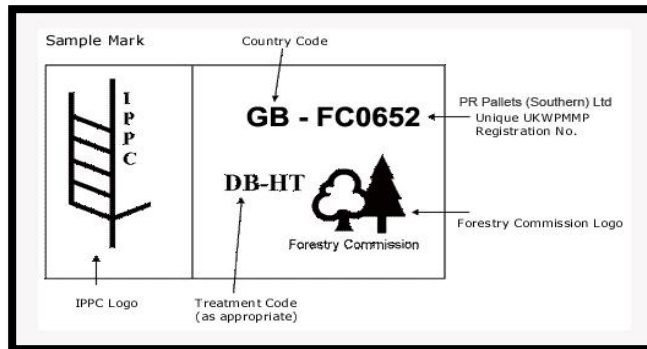 Sample Mark
Country Code
I
P
P
C
GB - FC0652
PR Pallets (Southern) Ltd
Unique UKWPMMP
Registration No.
DB-HT
Forestry Commission
Forestry Commission Logo
IPPC Logo
Treatment Code
(as appropriate)